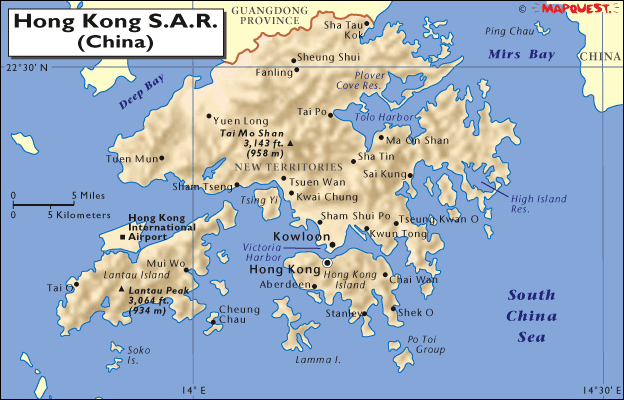 Hong Kong S.A.R.
(China)
GUANGDONG
PROVINCE
© MAPQUEST.
Sha Tau
Kok
Ping Chau
Mirs Bay
CHINA
22°30' N
Deep Bay
Sheung Shui
Fanling
Plover
Cove Res.
Yuen Long
Tai Po
Tolo Harbor
Tai Mo Shan
3,143 ft.
(958 m)
Ma On Shan
Tuen Mun
Sha Tin
NEW TERRITORIES
Sai Kung
Sham Tseng
Tsuen Wan
Kwai Chung
Tsing Yi
High Island
Res.
0 5 Miles
0 5 Kilometers
Hong Kong
International
Airport
Sham Shui Po
Tseung Kwan O
Kwun Tong
Kowloon
Victoria
Harbor
Hong Kong
Hong Kong
Island
Mui Wo
Lantau Island
Tai O
Lantau Peak
3,064 ft.
(934 m)
Aberdeen
Chai Wan
South
China
Sea
Cheung
Chau
Stanley
Shek O
Soko
Is.
Lamma I.
Po Toi
Group
14°E
14°30' E